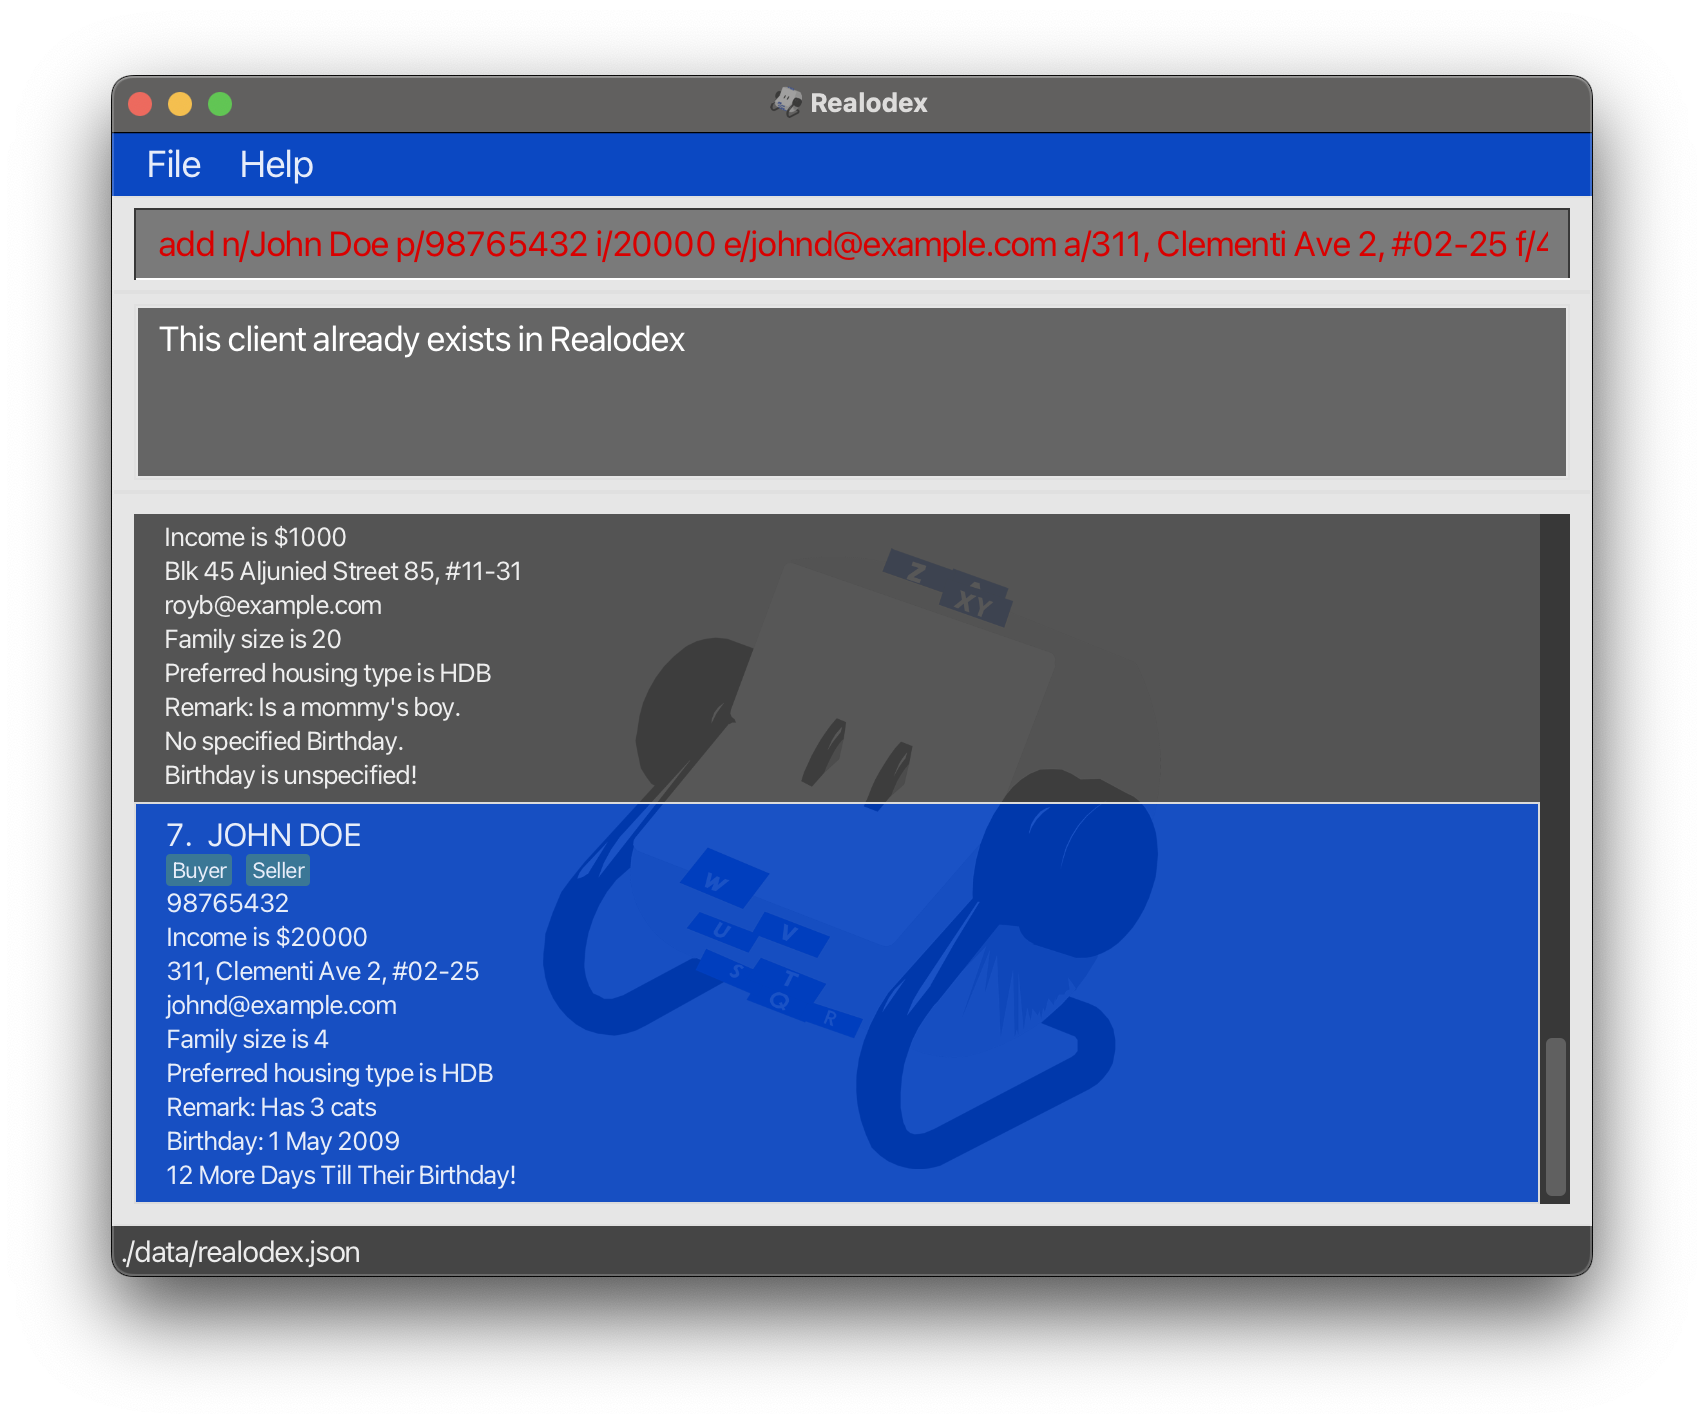 Realodex
File Help
add n/John Doe p/98765432 i/20000 e/johnd@example.com a/311, Clementi Ave 2, #02-25 f/4
This client already exists in Realodex
Income is $1000
Blk 45 Aljunied Street 85, #11-31
royb@example.com
Family size is 20
Preferred housing type is HDB
Remark: Is a mommy's boy.
No specified Birthday.
Birthday is unspecified!
Z
XY
7. JOHN DOE
Buyer Seller
98765432
Income is $20000
311, Clementi Ave 2, #02-25
johnd@example.com
Family size is 4
Preferred housing type is HDB
Remark: Has 3 cats
Birthday: 1 May 2009
12 More Days Till Their Birthday!
W
U V
S T
Q R
./data/realodex.json